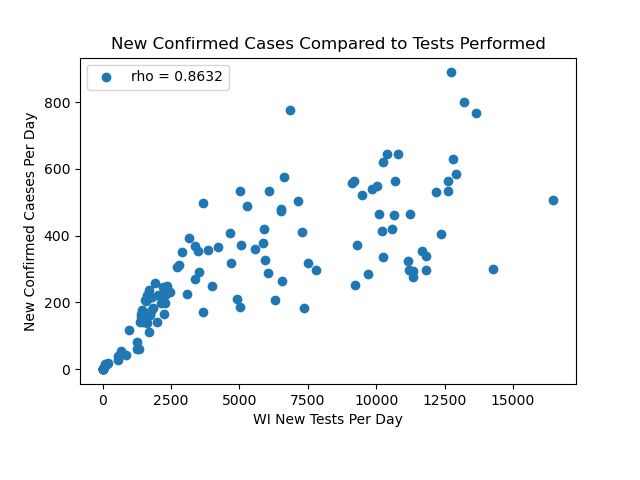 New Confirmed Cases Compared to Tests Performed
rho = 0.8632
800
600
400
200
0
New Confirmed Caeses Per Day
0 2500 5000 7500 10000 12500 15000
WI New Tests Per Day